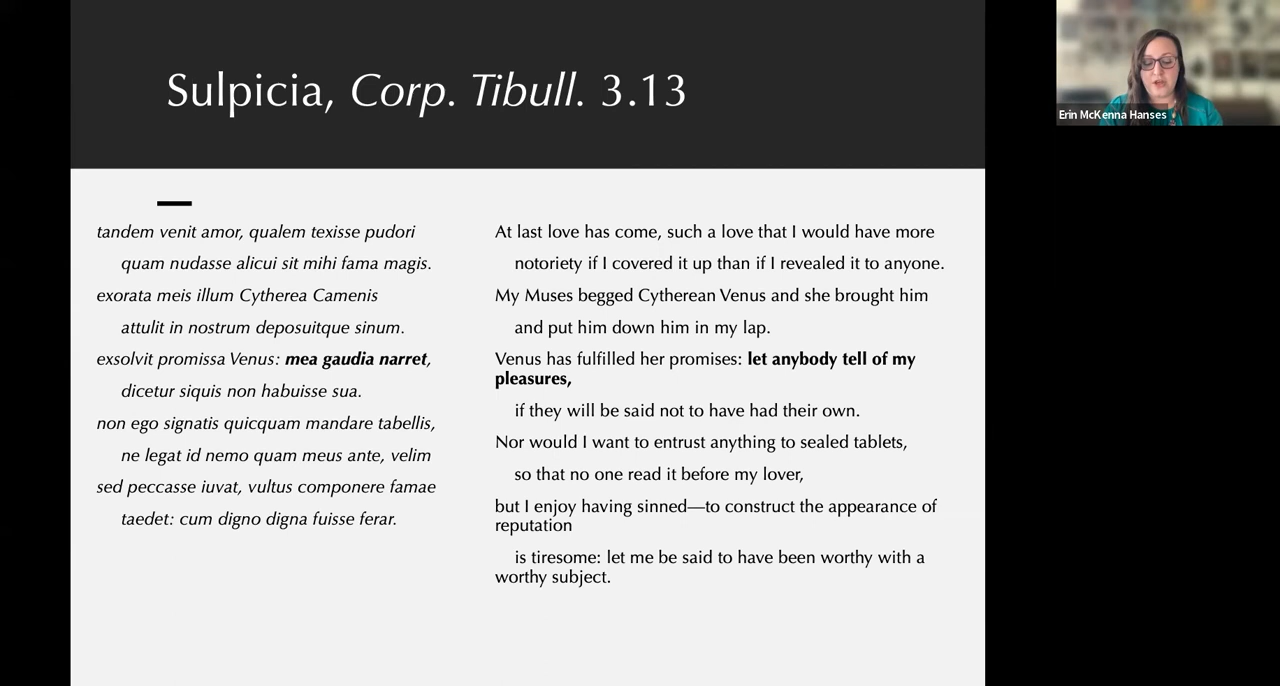 Sulpicia, Corp. Tibull. 3.13
tandem venit amor, qualem texisse pudori
quam nudasse alicui sit mihi fama magis.
exorata meis illum Cytherea Camenis
attulit in nostrum deposuitque sinum.
exsolvit promissa Venus: mea gaudia narret,
dicetur siquis non habuisse sua.
non ego signatis quicquam mandare tabellis,
ne legat id nemo quam meus ante, velim
sed peccasse iuvat, vultus componere famae
taedet: cum digno digna fuisse ferar.
At last love has come, such a love that I would have more
notoriety if I covered it up than if I revealed it to anyone.
My Muses begged Cytherean Venus and she brought him
and put him down him in my lap.
Venus has fulfilled her promises: let anybody tell of my
pleasures,
if they will be said not to have had their own.
Nor would I want to entrust anything to sealed tablets,
so that no one read it before my lover,
but I enjoy having sinned—to construct the appearance of
reputation
is tiresome: let me be said to have been worthy with a
worthy subject.
Erin McKenna Hanses